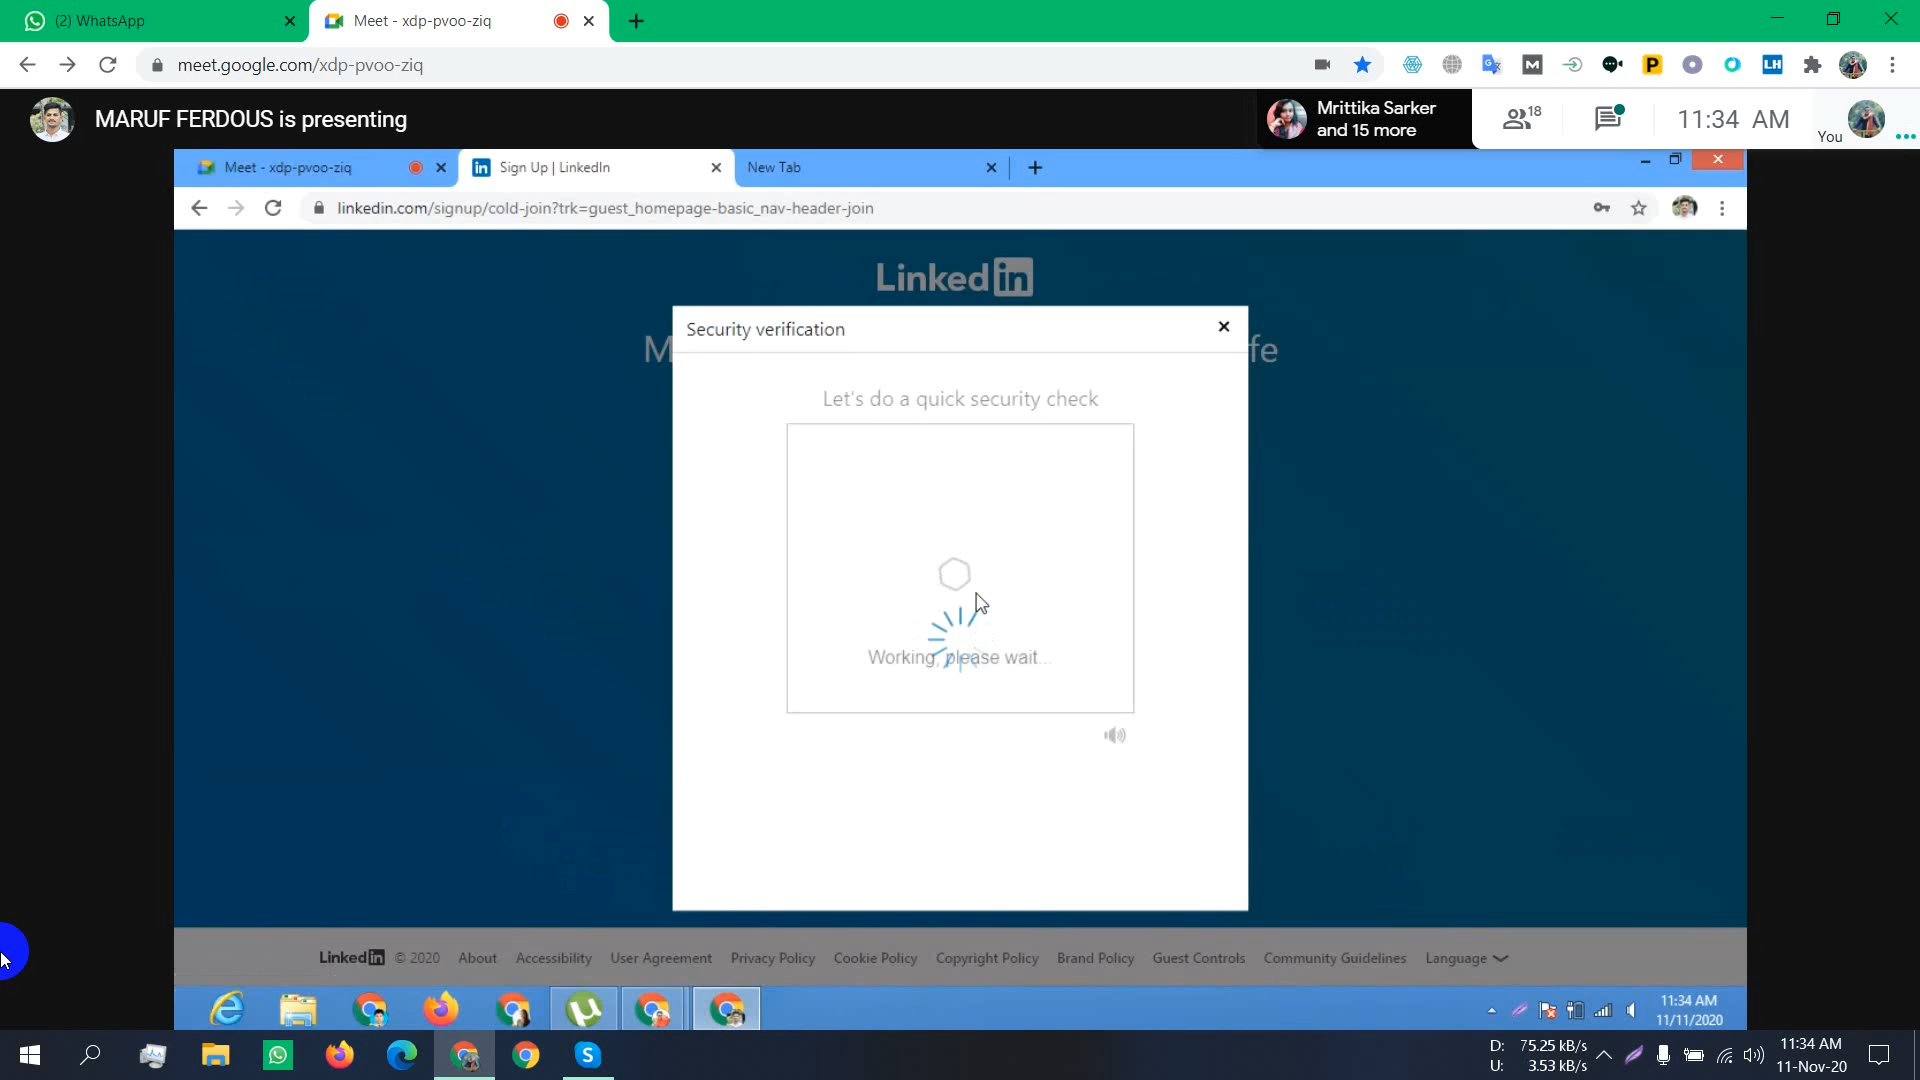 (2) WhatsApp
Meet - xdp-pvoo-ziq
meet.google.com/xdp-pvoo-ziq
MARUF FERDOUS is presenting
Mrittika Sarker
and 15 more
18
11:34 AM
You
Meet - xdp-pvoo-ziq
Sign Up | LinkedIn
New Tab
linkedin.com/signup/cold-join?trk=guest_homepage-basic_nav-header-join
Linked in
M
fe
Security verification
Let's do a quick security check
Working, please wait...
Linked in © 2020 About Accessibility User Agreement Privacy Policy Cookie Policy Copyright Policy Brand Policy Guest Controls Community Guidelines Language
11:34 AM
11/11/2020
D: 75.25 kB/s
U: 3.53 kB/s
11:34 AM
11-Nov-20